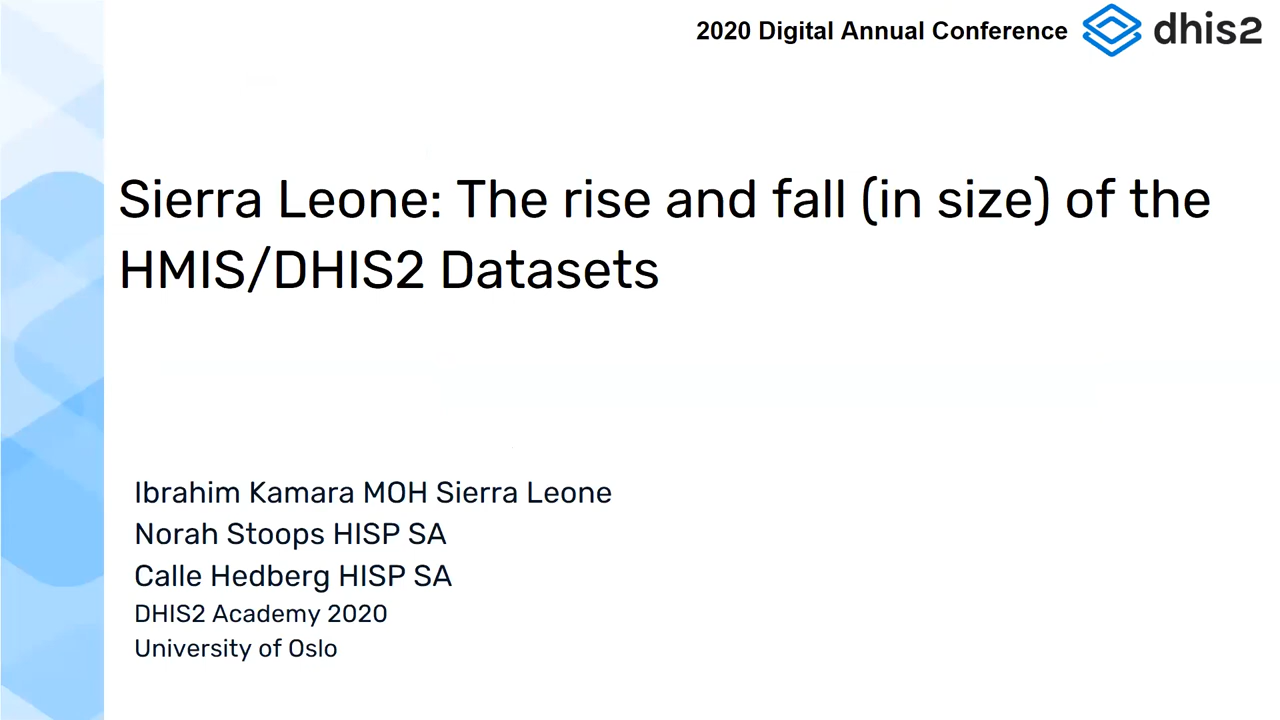 2020 Digital Annual Conference dhis2
Sierra Leone: The rise and fall (in size) of the
HMIS/DHIS2 Datasets
Ibrahim Kamara MOH Sierra Leone
Norah Stoops HISP SA
Calle Hedberg HISP SA
DHIS2 Academy 2020
University of Oslo